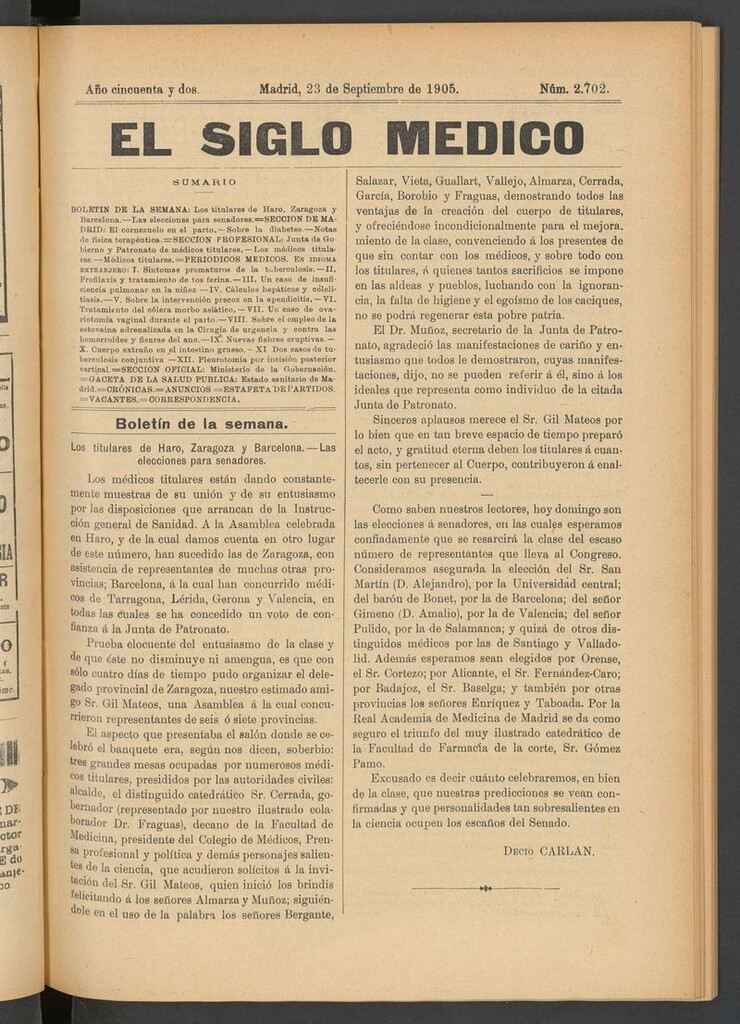 Año cincuenta y dos.
Madrid, 23 de Septiembre de 1905.
Núm. 2.702.
EL SIGLO MEDICO
SUMARIO
BOLETIN DE LA SEMANA: Los titulares de Haro, Zaragoza y
Barcelona.—Las elecciones para senadores.=SECCION DE MA-
DRID: El cornezuelo en el parto.—Sobre la diabetes.—Notas
de física terapéutica.=SECCION PROFESIONAL: Junta de Go-
bierno y Patronato de médicos titulares.—Los médicos titula-
res.—Médicos titulares.=PERIODICOS MEDICOS. EN IDIOMA
EXTRANJERO: I. Síntomas prematuros de la tuberculosis.—II.
Profilaxis y tratamiento de tos ferina.—III. Un caso de insufi-
ciencia pulmonar en la niñez—IV. Cálculos hepáticos y coleli-
tiasis.—V. Sobre la intervención precoz en la apendicitis.—VI.
Tratamiento del cólera morbo asiático.—VII. Un caso de ova-
riotomía vaginal durante el parto.—VIII. Sobre el empleo de la
estovaina adrenalizada en la Cirugia de urgencia y contra las
hemorroides y fisuras del ano.—IX. Nuevas fiebres eruptivas.—
X. Cuerpo extraño en el intestino grueso.- XI Dos casos de tu-
berculosis conjuntiva—XII. Pleurotomía por incisión posterior
vertical.=SECCION OFICIAL: Ministerio de la Gobernación.
=GACETA DE LA SALUD PUBLICA: Estado sanitario de Ma-
drid.=CRÓNICAS.=ANUNCIOS=ESTAFETA DE PARTIDOS.
=VACANTES.=CORRESPONDENCIA.
Boletín de la semana.
Los titulares de Haro, Zaragoza y Barcelona.—Las
elecciones para senadores.
Los médicos titulares están dando constante-
mente muestras de su unión y de su entusiasmo
por las disposiciones que arrancan de la Instruc-
ción general de Sanidad. A la Asamblea celebrada
en Haro, y de la cual damos cuenta en otro lugar
de este número, han sucedido las de Zaragoza, con
asistencia de representantes de muchas otras pro-
vincias; Barcelona, á la cual han concurrido médi-
cos de Tarragona, Lérida, Gerona y Valencia, en
todas las cuales se ha concedido un voto de con-
fianza á la Junta de Patronato.
Prueba elocuente del entusiasmo de la clase y
de que éste no disminuye ni amengua, es que con
sólo cuatro días de tiempo pudo organizar el dele-
gado provincial de Zaragoza, nuestro estimado ami-
go Sr. Gil Mateos, una Asamblea á la cual concu-
rrieron representantes de seis ó siete provincias.
El aspecto que presentaba el salón donde se ce-
lebró el banquete era, según nos dicen, soberbio:
tres grandes mesas ocupadas por numerosos médi-
cos titulares, presididos por las autoridades civiles:
alcalde, el distinguido catedrático Sr. Cerrada, go-
bernador (representado por nuestro ilustrado cola-
borador Dr. Fraguas), decano de la Facultad de
Medicina, presidente del Colegio de Médicos, Pren-
sa profesional y política y demás personajes salien-
tes de la ciencia, que acudieron solícitos á la invi-
tación del Sr. Gil Mateos, quien inició los brindis
felicitando á los señores Almarza y Muñoz; siguién-
dole en el uso de la palabra los señores Bergante,
Salazar, Vieta, Guallart, Vallejo, Almarza, Cerrada,
García, Borobio y Fraguas, demostrando todos las
ventajas de la creación del cuerpo de titulares,
y ofreciéndose incondicionalmente para el mejora.
miento de la clase, convenciendo á los presentes de
que sin contar con los médicos, y sobre todo con
los titulares, á quienes tantos sacrificios se impone
en las aldeas y pueblos, luchando con la ignoran-
cia, la falta de higiene y el egoísmo de los caciques,
no se podrá regenerar esta pobre patria.
El Dr. Muñoz, secretario de la Junta de Patro-
nato, agradeció las manifestaciones de cariño y en-
tusiasmo que todos le demostraron, cuyas manifes-
taciones, dijo, no se pueden referir á él, sino á los
ideales que representa como individuo de la citada
Junta de Patronato.
Sinceros aplausos merece el Sr. Gil Mateos por
lo bien que en tan breve espacio de tiempo preparó
el acto, y gratitud eterna deben los titulares á cuan-
tos, sin pertenecer al Cuerpo, contribuyeron á enal-
tecerle con su presencia.
Como saben nuestros lectores, hoy domingo son
las elecciones á senadores, en las cuales esperamos
confiadamente que se resarcirá la clase del escaso
número de representantes que lleva al Congreso.
Consideramos asegurada la elección del Sr. San
Martín (D. Alejandro), por la Universidad central;
del barón de Bonet, por la de Barcelona; del señor
Gimeno (D. Amalio), por la de Valencia; del señor
Pulido, por la de Salamanca; y quizá de otros dis-
tinguidos médicos por las de Santiago y Vallado-
lid. Además esperamos sean elegidos por Orense,
el Sr. Cortezo; por Alicante, el Sr. Fernández-Caro;
por Badajoz, el Sr. Baselga; y también por otras
provincias los señores Enríquez y Taboada. Por la
Real Academia de Medicina de Madrid se da como
seguro el triunfo del muy ilustrado catedrático de
la Facultad de Farmacia de la corte, Sr. Gómez
Pamo.
Excusado es decir cuánto celebraremos, en bien
de la clase, que nuestras predicciones se vean con-
firmadas y que personalidades tan sobresalientes en
la ciencia ocupen los escaños del Senado.
DECIO CARLAN.